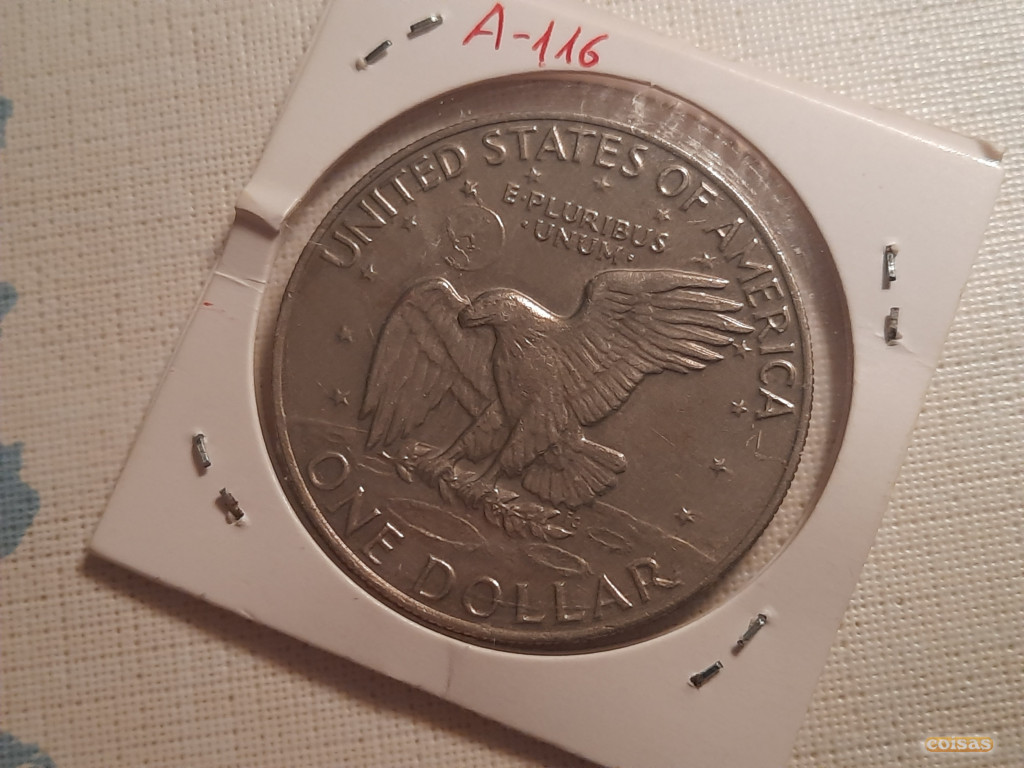 A-116
UNITED STATES OF AMERICA
E·PLURIBUS
·UNUM·
ONE DOLLAR
coisas